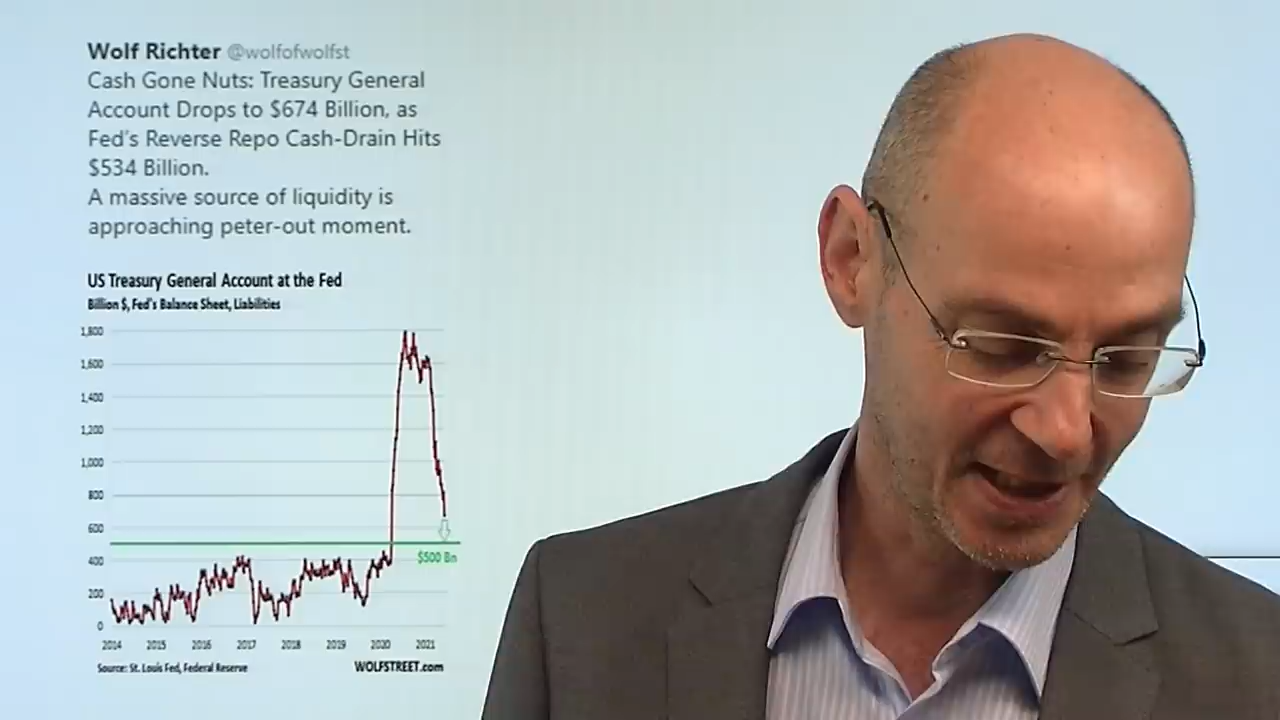 Wolf Richter @wolfofwolfst
Cash Gone Nuts: Treasury General
Account Drops to $674 Billion, as
Fed's Reverse Repo Cash-Drain Hits
$534 Billion.
A massive source of liquidity is
approaching peter-out moment.
US Treasury General Account at the Fed
Billion $, Fed's Balance Sheet, Liabilities
1,800
1,600
1,400
1,200
1,000
800
600
400
200
0
$500 Bn
2014 2015 2016 2017 2018 2019 2020 2021
Source: St. Louis Fed, Federal Reserve
WOLFSTREET.com